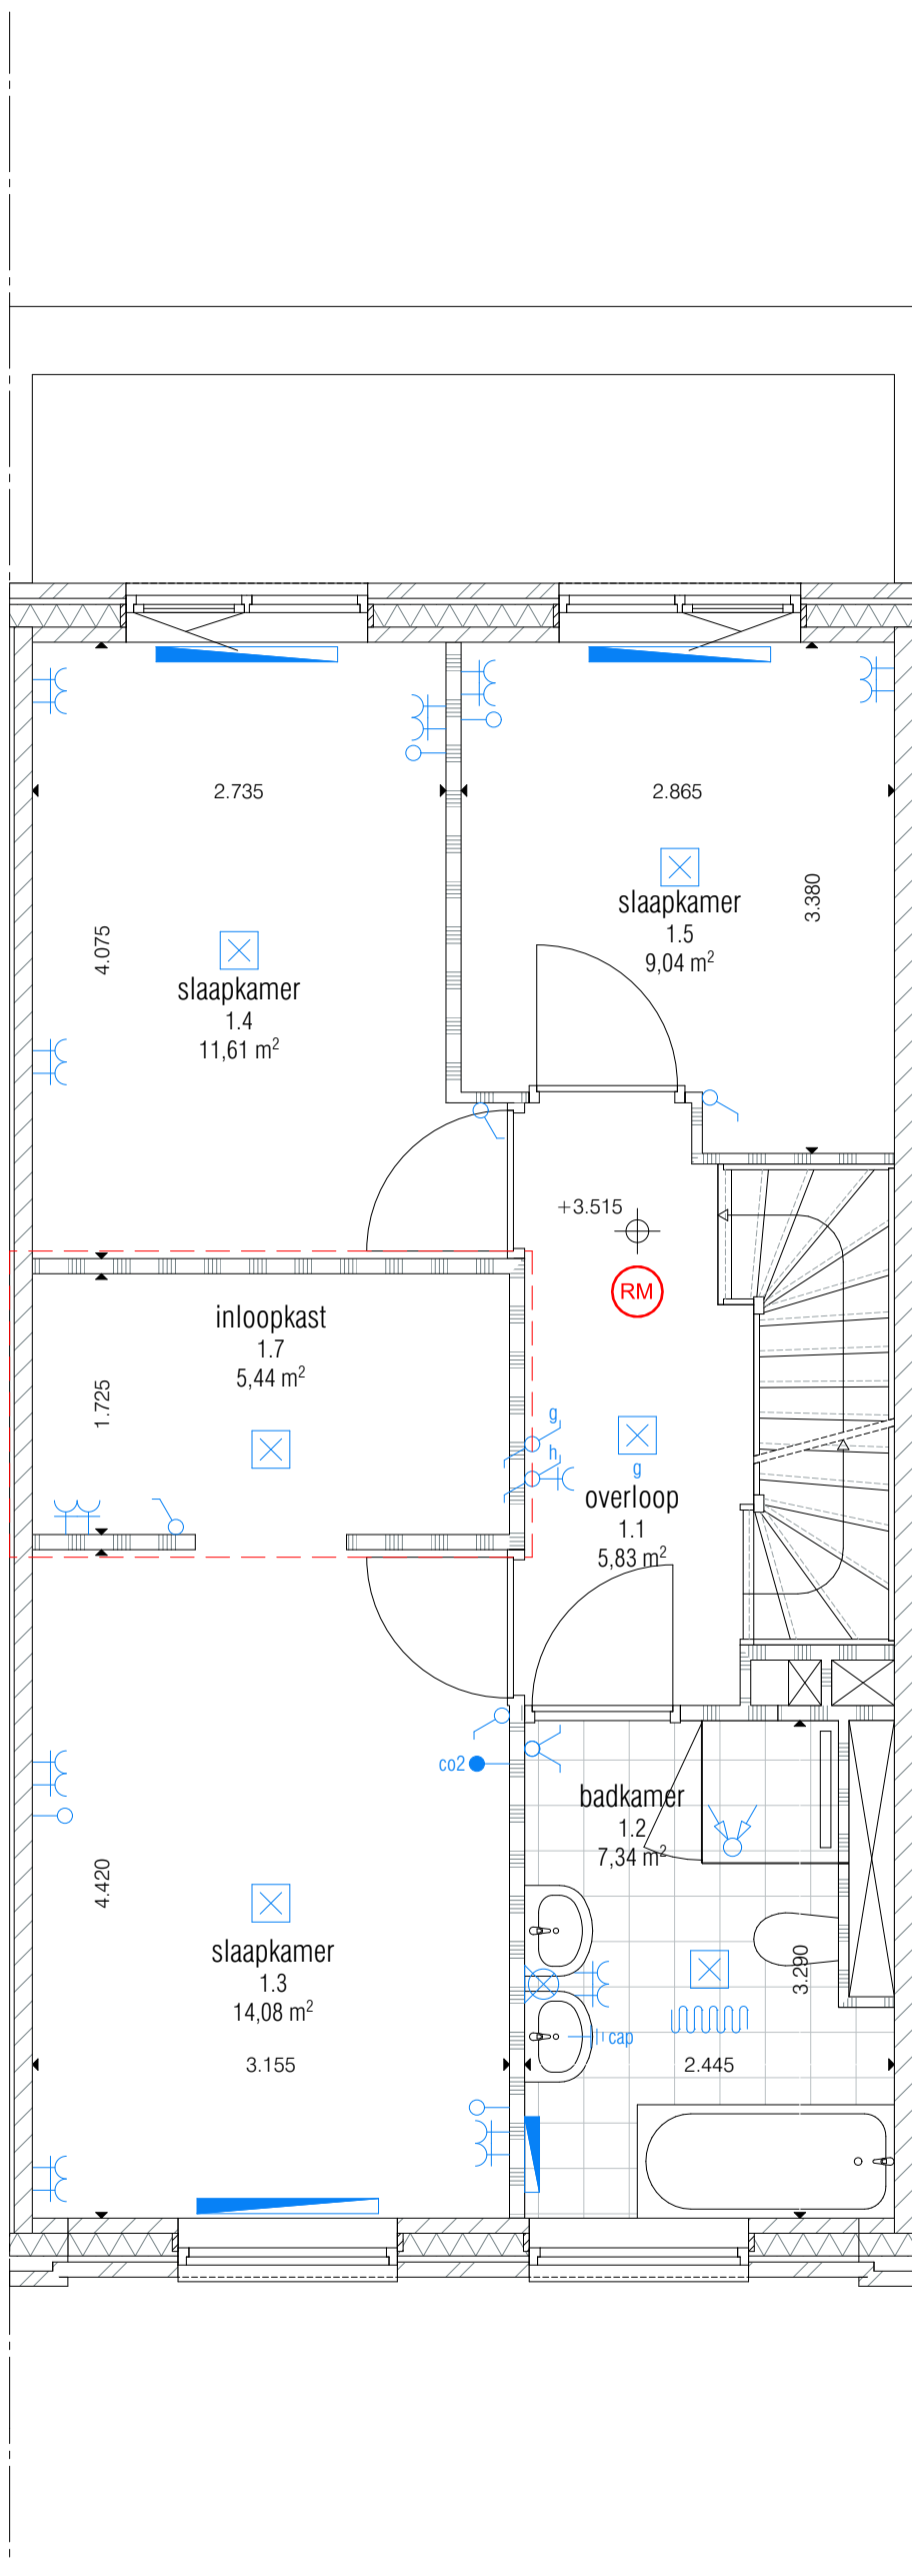 2.735
2.865
3.380
slaapkamer
1.5
9,04 m²
4.075
slaapkamer
1.4
11,61 m²
+3.515
RM
inloopkast
1.7
5,44 m²
1.725
g
h
g
overloop
1.1
5,83 m²
co2
badkamer
1.2
7,34 m²
4.420
slaapkamer
1.3
14,08 m²
3.290
cap
3.155
2.445